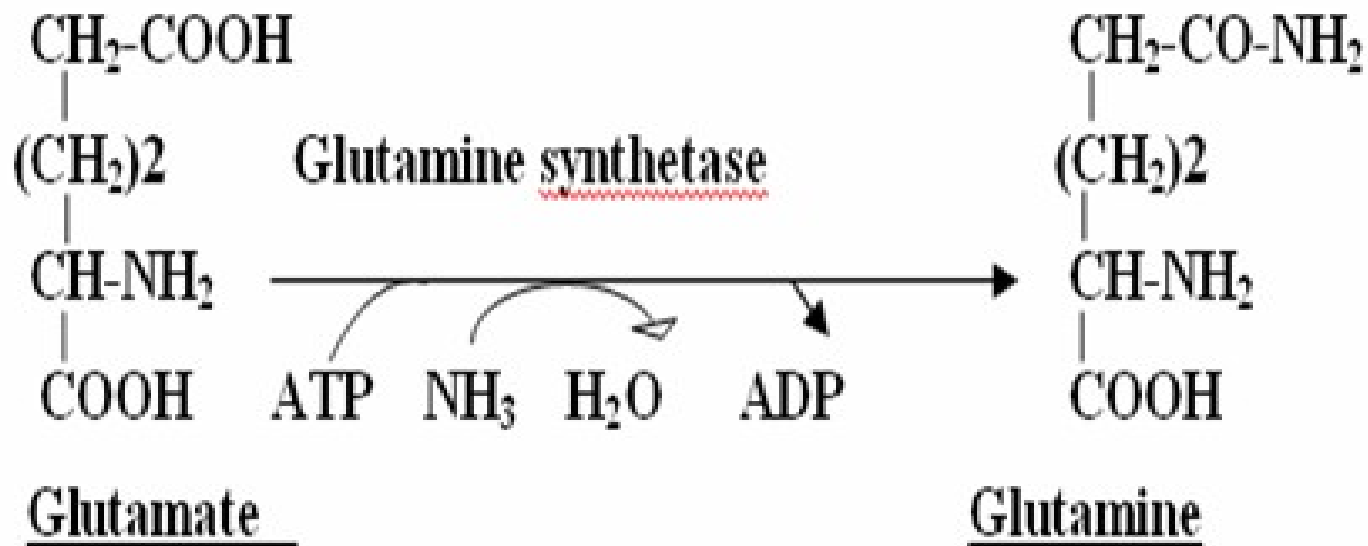 CH₂-COOH CH₂-CO-NH₂
(CH₂)2 Glutamine synthetase (CH₂)2
CH-NH₂ CH-NH₂
COOH ATP NH₃ H₂O ADP COOH
Glutamate Glutamine